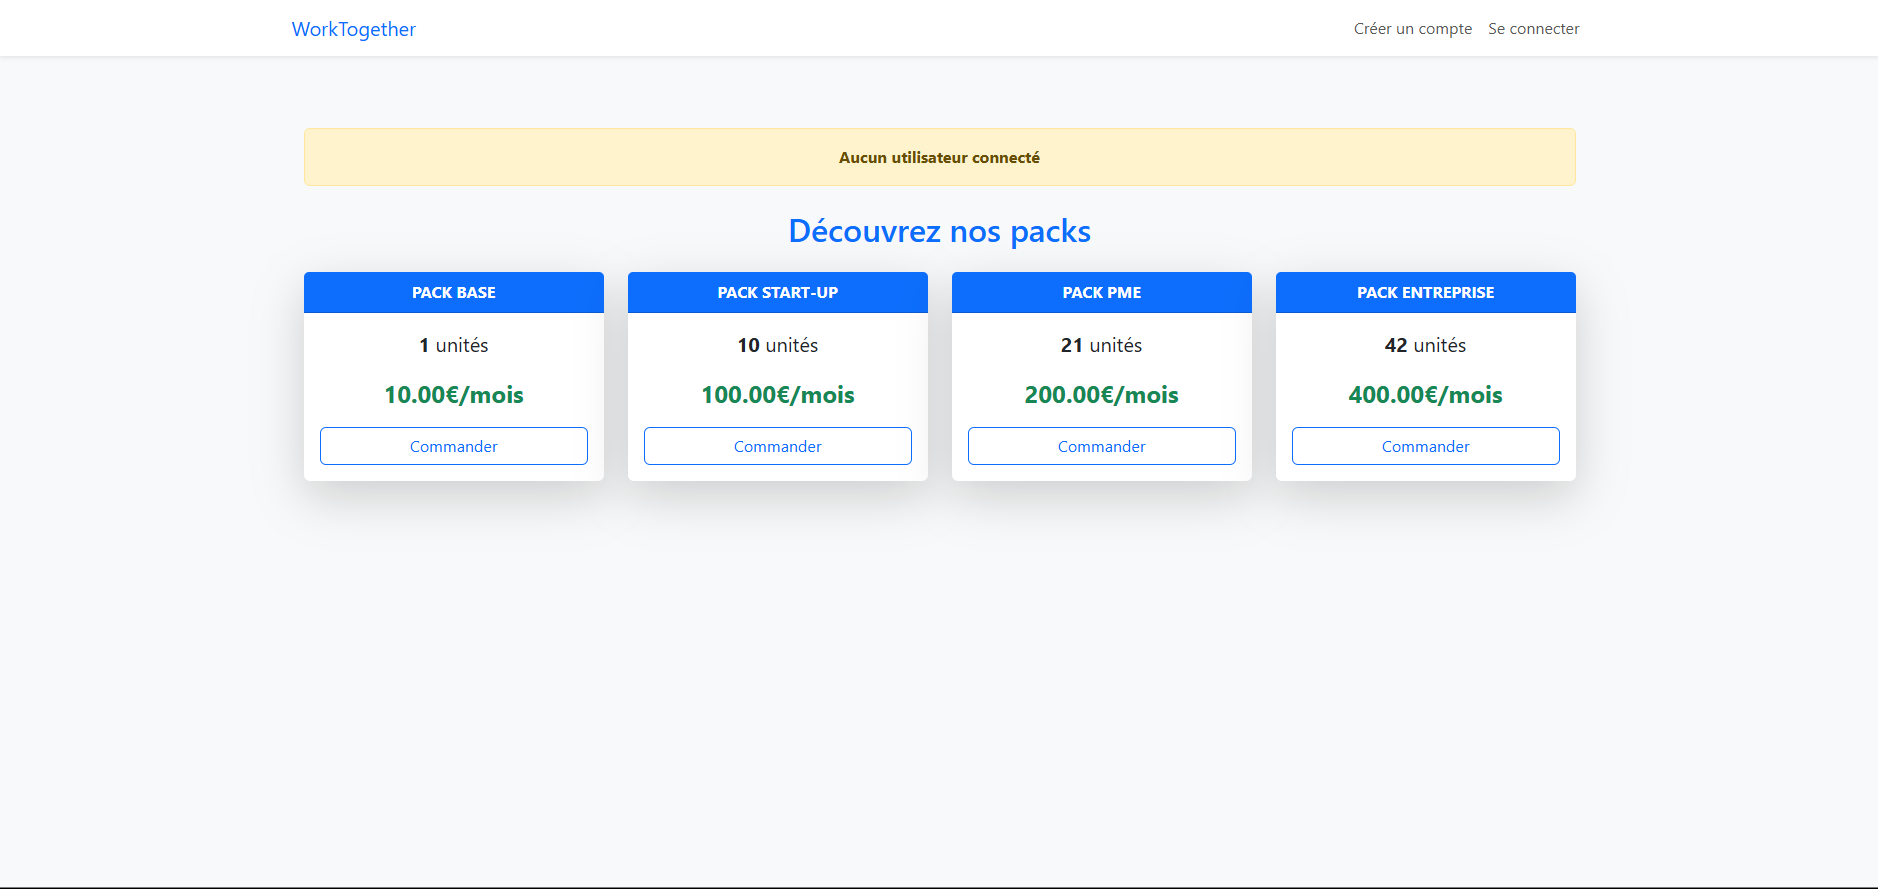 WorkTogether
Créer un compte
Se connecter
Aucun utilisateur connecté
Découvrez nos packs
PACK BASE
1 unités
10.00€/mois
Commander
PACK START-UP
10 unités
100.00€/mois
Commander
PACK PME
21 unités
200.00€/mois
Commander
PACK ENTREPRISE
42 unités
400.00€/mois
Commander